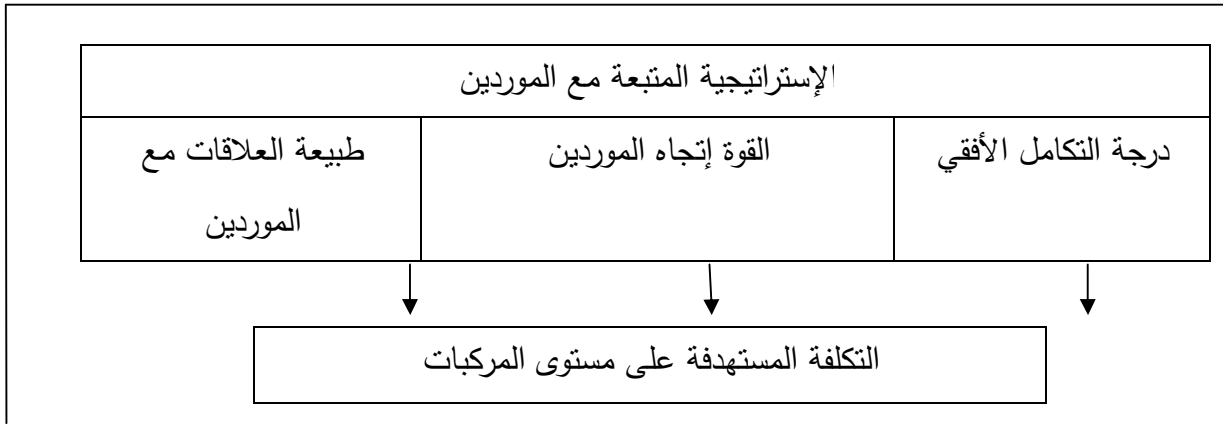 الإستراتيجية المتبعة مع الموردين
درجة التكامل الأفقي
القوة إتجاه الموردين
طبيعة العلاقات مع
الموردين
التكلفة المستهدفة على مستوى المركبات